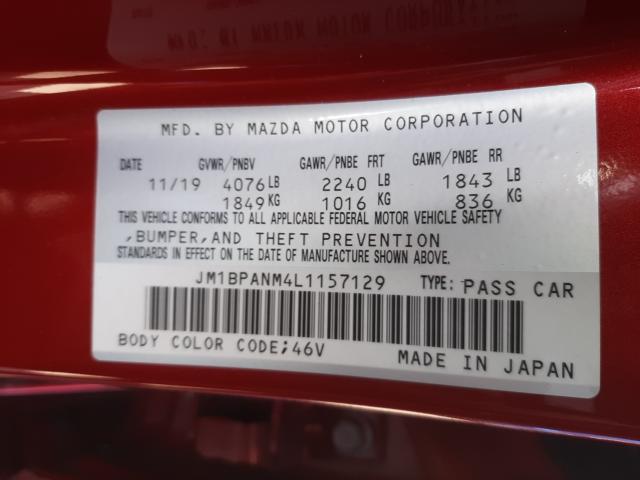 MFD. BY MAZDA MOTOR CORPORATION
DATE GVWR/PNBV GAWR/PNBE FRT GAWR/PNBE RR
11/19 4076 LB 2240 LB 1843 LB
1849 KG 1016 KG 836 KG
THIS VEHICLE CONFORMS TO ALL APPLICABLE FEDERAL MOTOR VEHICLE SAFETY
,BUMPER,AND THEFT PREVENTION
STANDARDS IN EFFECT ON THE DATE OF MANUFACTURE SHOWN ABOVE.
JM1BPANM4L1157129 TYPE: PASS CAR
BODY COLOR CODE;46V MADE IN JAPAN